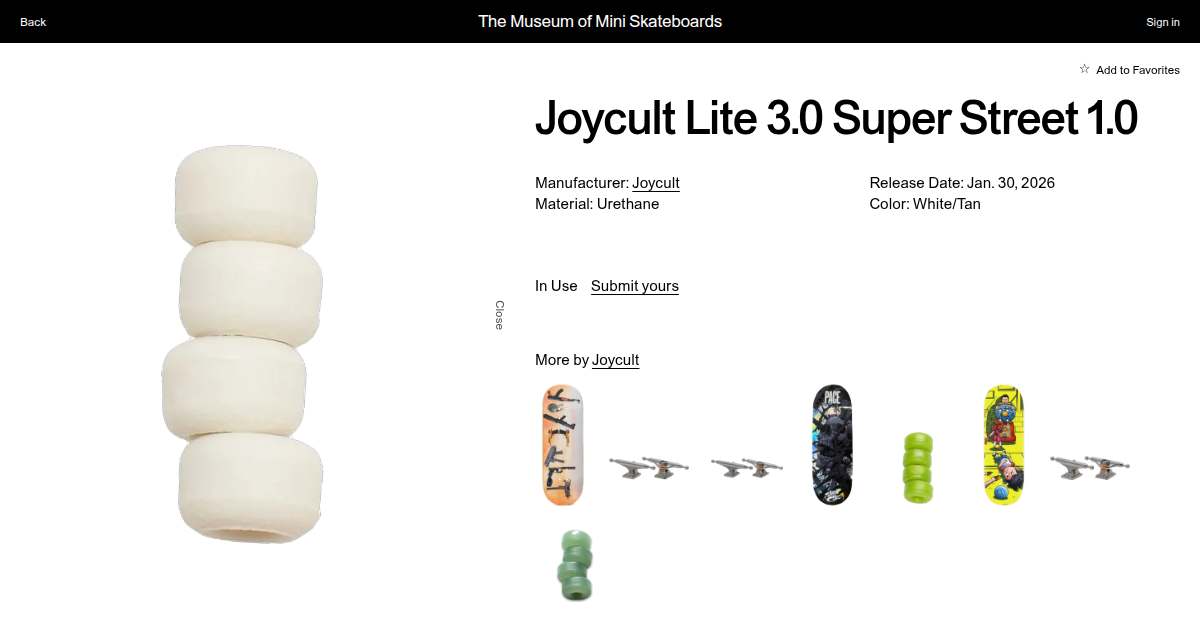 Back
The Museum of Mini Skateboards
Sign in
☆ Add to Favorites
Joycult Lite 3.0 Super Street 1.0
Manufacturer: Joycult
Material: Urethane
Release Date: Jan. 30, 2026
Color: White/Tan
In Use Submit yours
Close
More by Joycult
Joycult
PACE